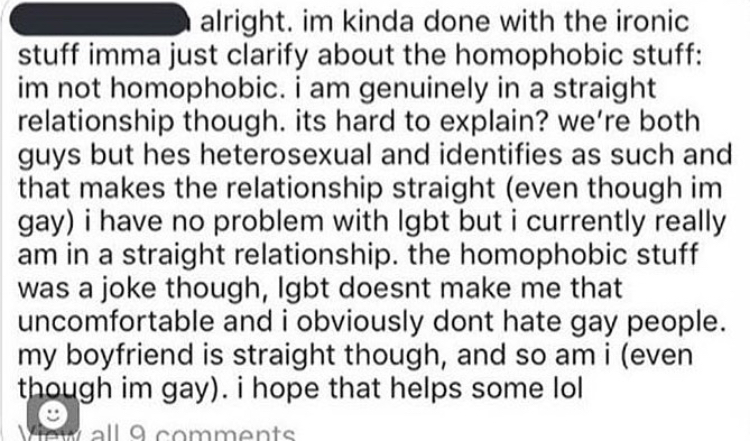 alright. im kinda done with the ironic
stuff imma just clarify about the homophobic stuff:
im not homophobic. i am genuinely in a straight
relationship though. its hard to explain? we're both
guys but hes heterosexual and identifies as such and
that makes the relationship straight (even though im
gay) i have no problem with lgbt but i currently really
am in a straight relationship. the homophobic stuff
was a joke though, lgbt doesnt make me that
uncomfortable and i obviously dont hate gay people.
my boyfriend is straight though, and so am i (even
though im gay). i hope that helps some lol
View all 9 comments